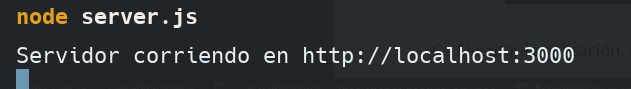 node server.js
Servidor corriendo en http://localhost:3000